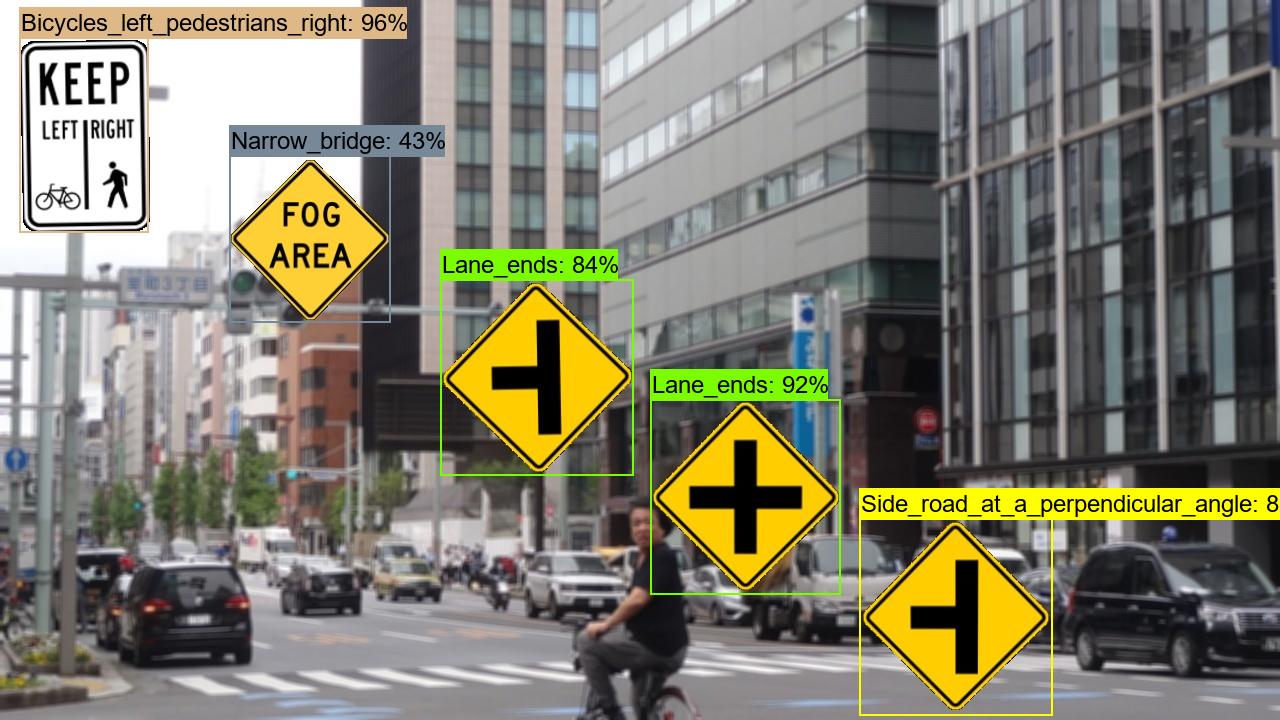 Bicycles_left_pedestrians_right: 96%
KEEP
LEFT RIGHT
Narrow_bridge: 43%
FOG
AREA
Lane_ends: 84%
Lane_ends: 92%
Side_road_at_a_perpendicular_angle: 8